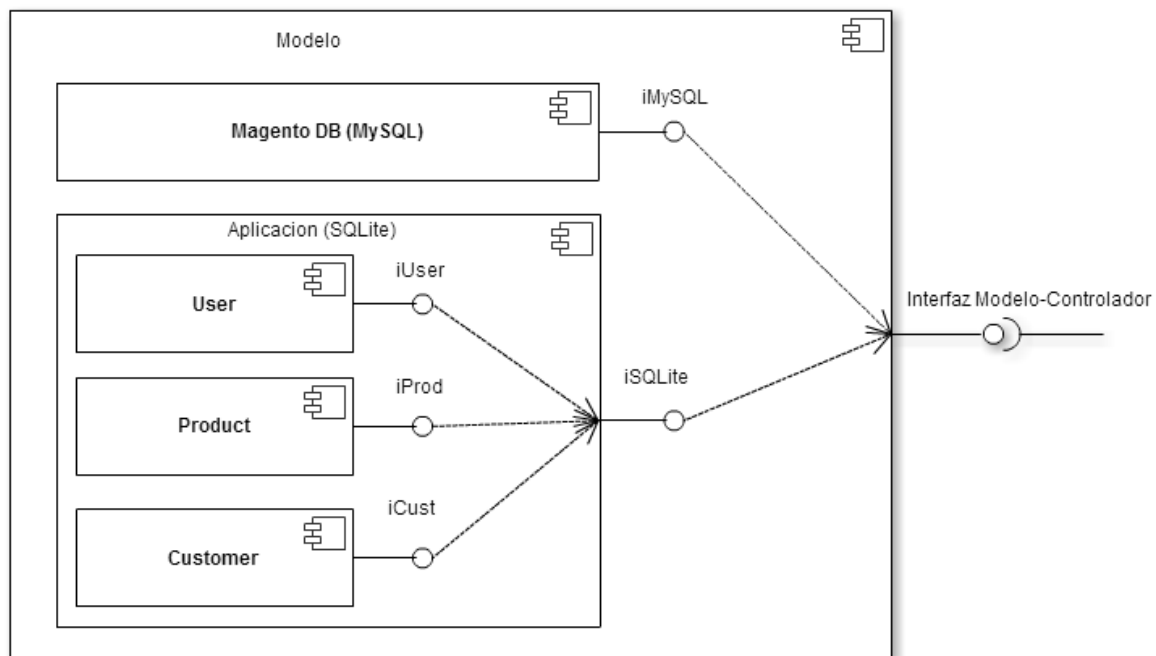 Modelo
iMySQL
Magento DB (MySQL)
Aplicacion (SQLite)
iUser
User
Interfaz Modelo-Controlador
iProd
iSQLite
Product
iCust
Customer